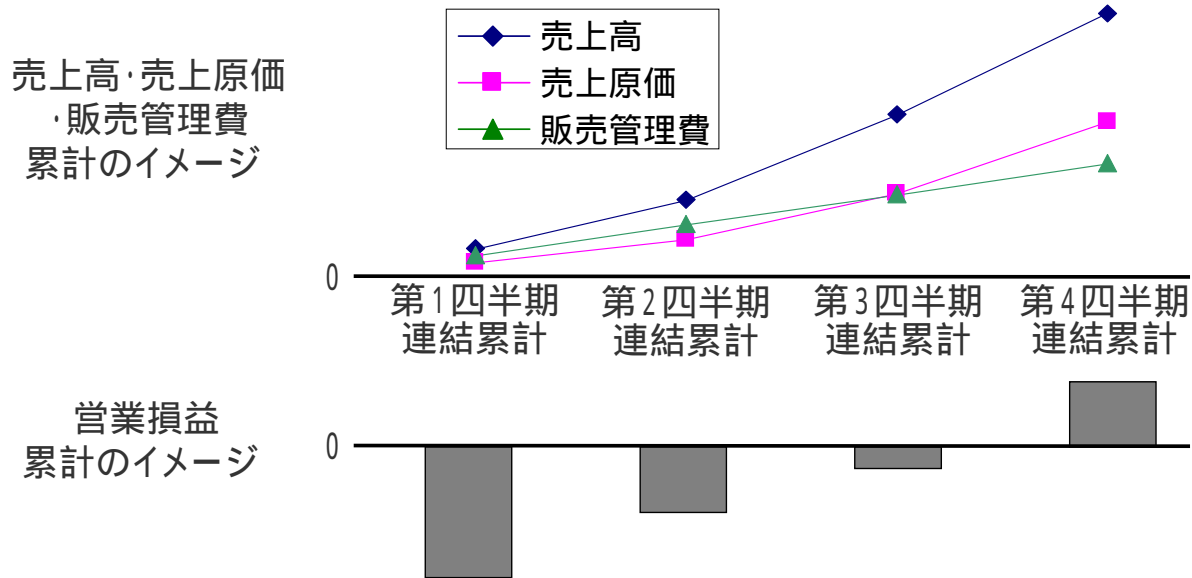 売上高
売上原価
販売管理費
売上高･売上原価
･販売管理費
累計のイメージ
0
第1四半期
連結累計
第2四半期
連結累計
第3四半期
連結累計
第4四半期
連結累計
営業損益
累計のイメージ
0